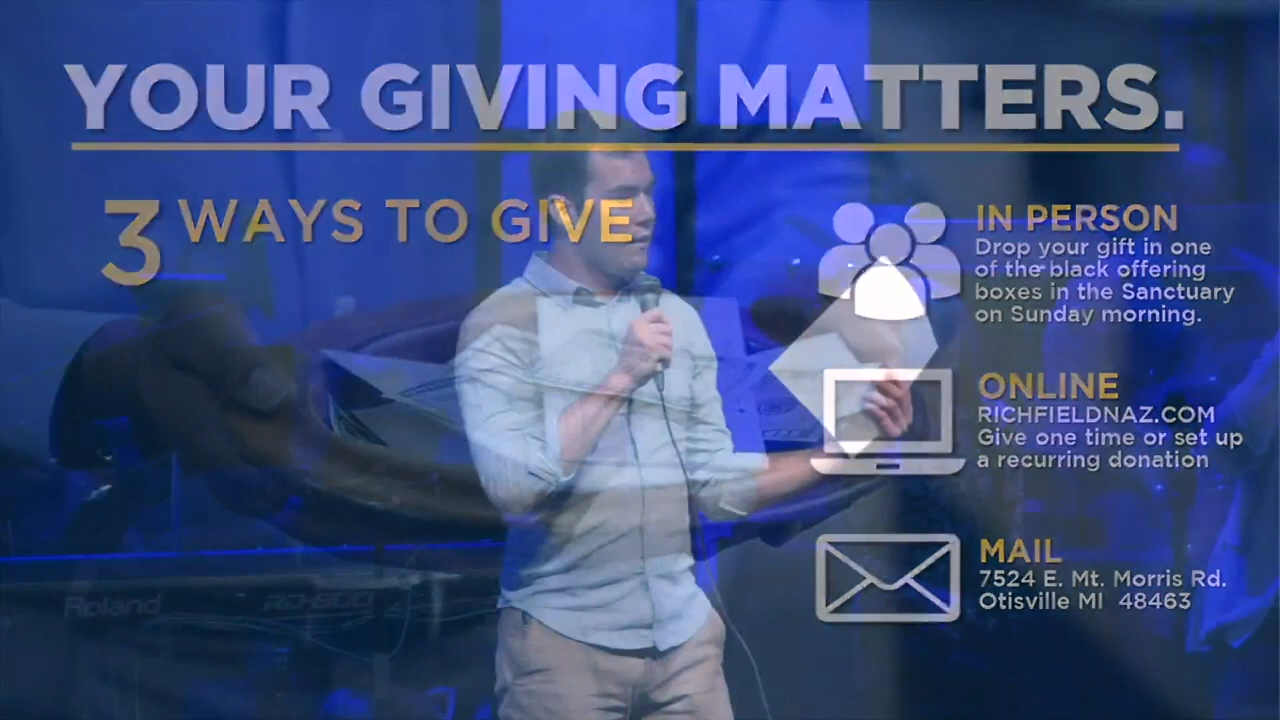 YOUR GIVING MATTERS.
3 WAYS TO GIVE
IN PERSON
Drop your gift in one
of the black offering
boxes in the Sanctuary
on Sunday morning.
ONLINE
RICHFIELDNAZ.COM
Give one time or set up
a recurring donation
MAIL
7524 E. Mt. Morris Rd.
Otisville MI 48463
Roland
RD-800